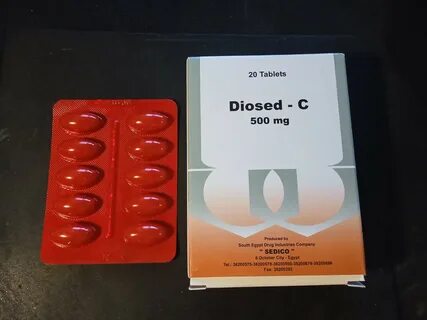 20 Tablets
Diosed - C
500 mg
Produced by
South Egypt Drug Industries Company
" SEDICO "
6 October City - Egypt